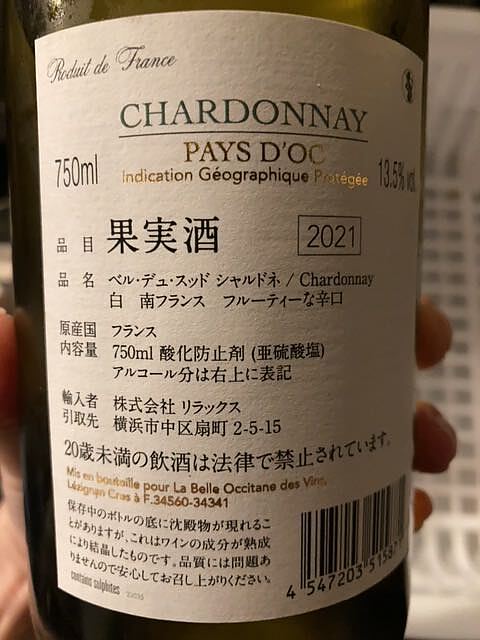 Produit de France
CHARDONNAY
PAYS D'OC
Indication Géographique Protégée
750ml
13.5% vol
品目 果実酒 2021
品名 ベル・デュ・スッド シャルドネ / Chardonnay
白 南フランス フルーティーな辛口
原産国 フランス
内容量 750ml 酸化防止剤 (亜硫酸塩)
アルコール分は右上に表記
輸入者 株式会社 リラックス
引取先 横浜市中区扇町 2-5-15
20歳未満の飲酒は法律で禁止されています。
Mis en bouteille pour La Belle Occitane des Vins,
Lézignan Cras à F.34560-34341
保存中のボトルの底に沈殿物が現れるこ
とがありますが、これはワインの成分が熟成
により結晶したものです。品質には問題あ
りませんので安心してお召し上がりください。
contains sulphites
4 547203 51587